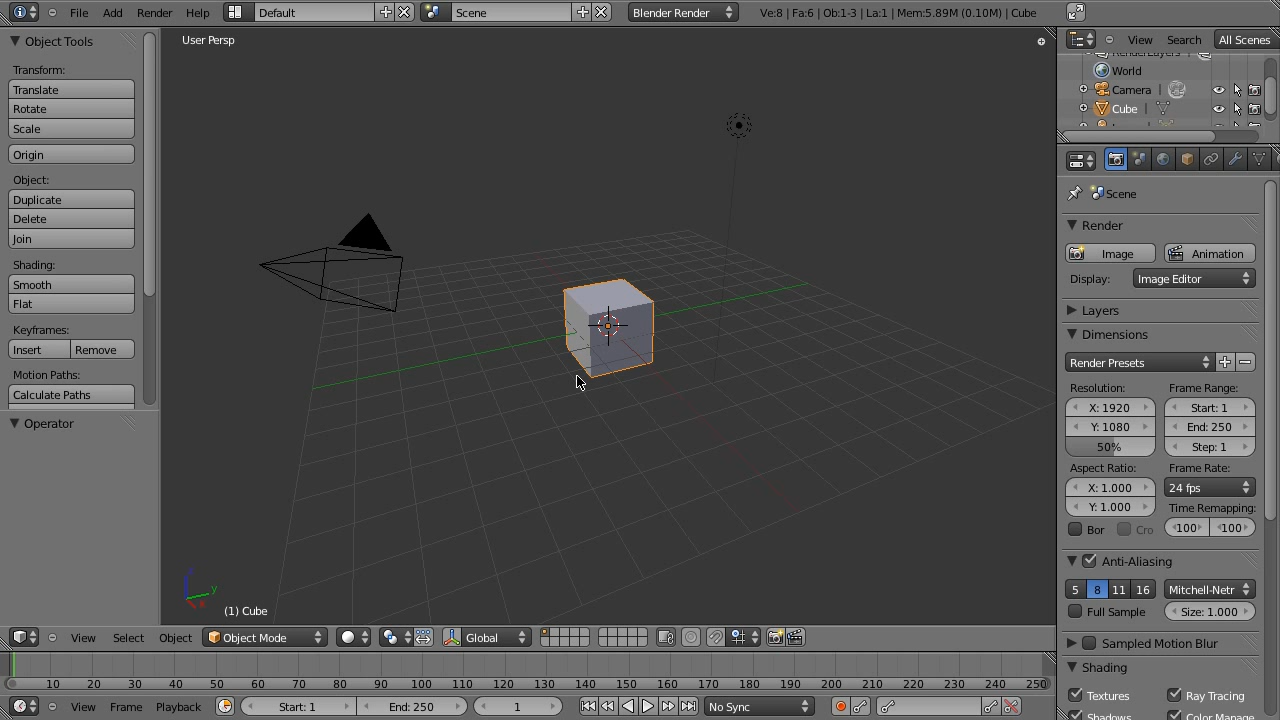 File Add Render Help Default Scene Blender Render Ve:8 | Fa:6 | Ob:1-3 | La:1 | Mem:5.89M (0.10M) | Cube
Object Tools
Transform:
Translate
Rotate
Scale
Origin
Object:
Duplicate
Delete
Join
Shading:
Smooth
Flat
Keyframes:
Insert Remove
Motion Paths:
Calculate Paths
Operator
User Persp
z
y
x
(1) Cube
View Search All Scenes
RenderLayers
World
Camera
Cube
Scene
Render
Image Animation
Display: Image Editor
Layers
Dimensions
Render Presets
Resolution: Frame Range:
X: 1920 Start: 1
Y: 1080 End: 250
50% Step: 1
Aspect Ratio: Frame Rate:
X: 1.000 24 fps
Y: 1.000 Time Remapping:
Bor Cro 100 100
Anti-Aliasing
5 8 11 16 Mitchell-Netr
Full Sample Size: 1.000
Sampled Motion Blur
Shading
Textures Ray Tracing
Shadows Color Manage
View Select Object Object Mode Global
10 20 30 40 50 60 70 80 90 100 110 120 130 140 150 160 170 180 190 200 210 220 230 240 250
View Frame Playback Start: 1 End: 250 1 No Sync